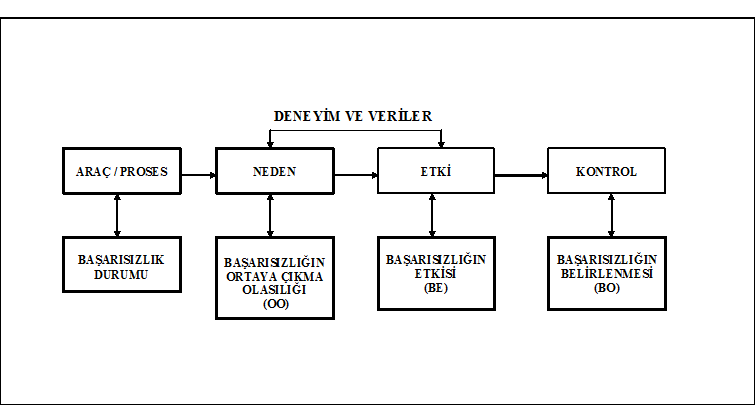 DENEYİM VE VERİLER
ARAÇ / PROSES
NEDEN
ETKİ
KONTROL
BAŞARISIZLIK
DURUMU
BAŞARISIZLIĞIN
ORTAYA ÇIKMA
OLASILIĞI
(OO)
BAŞARISIZLIĞIN
ETKİSİ
(BE)
BAŞARISIZLIĞIN
BELİRLENMESİ
(BO)